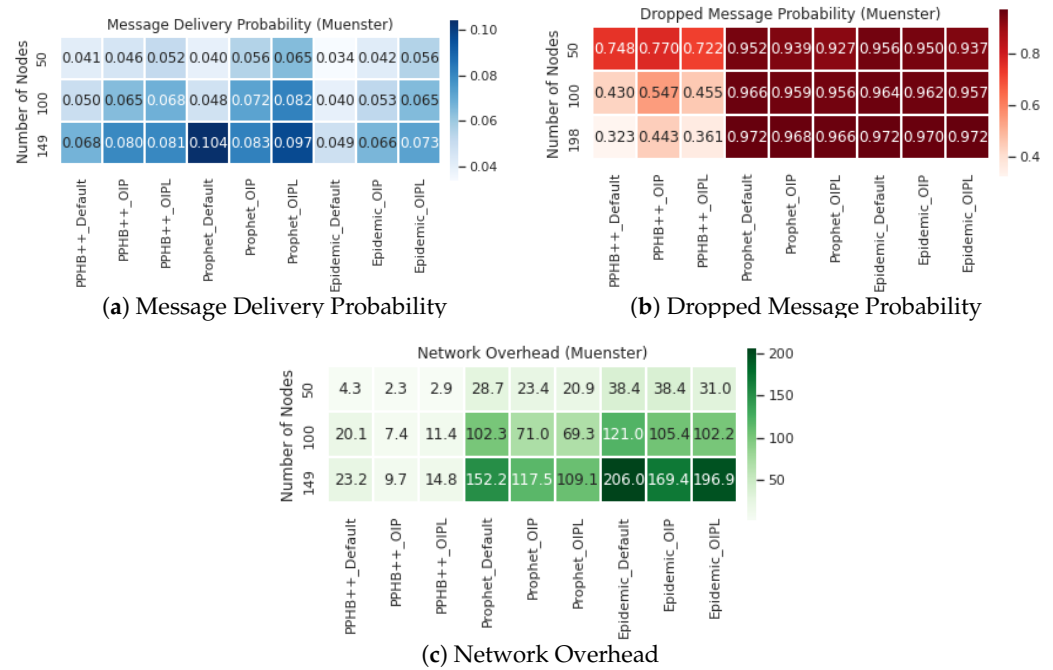 Message Delivery Probability (Muenster)
Number of Nodes
50 0.041 0.046 0.052 0.040 0.056 0.065 0.034 0.042 0.056
100 0.050 0.065 0.068 0.048 0.072 0.082 0.040 0.053 0.065
149 0.068 0.080 0.081 0.104 0.083 0.097 0.049 0.066 0.073
PPHB++_Default PPHB++_OIP PPHB++_OIPL Prophet_Default Prophet_OIP Prophet_OIPL Epidemic_Default Epidemic_OIP Epidemic_OIPL
0.10
0.08
0.06
0.04
(a) Message Delivery Probability
Dropped Message Probability (Muenster)
Number of Nodes
50 0.748 0.770 0.722 0.952 0.939 0.927 0.956 0.950 0.937
100 0.430 0.547 0.455 0.966 0.959 0.956 0.964 0.962 0.957
198 0.323 0.443 0.361 0.972 0.968 0.966 0.972 0.970 0.972
PPHB++_Default PPHB++_OIP PPHB++_OIPL Prophet_Default Prophet_OIP Prophet_OIPL Epidemic_Default Epidemic_OIP Epidemic_OIPL
0.8
0.6
0.4
(b) Dropped Message Probability
Network Overhead (Muenster)
Number of Nodes
50 4.3 2.3 2.9 28.7 23.4 20.9 38.4 38.4 31.0
100 20.1 7.4 11.4 102.3 71.0 69.3 121.0 105.4 102.2
149 23.2 9.7 14.8 152.2 117.5 109.1 206.0 169.4 196.9
PPHB++_Default PPHB++_OIP PPHB++_OIPL Prophet_Default Prophet_OIP Prophet_OIPL Epidemic_Default Epidemic_OIP Epidemic_OIPL
200
150
100
50
(c) Network Overhead